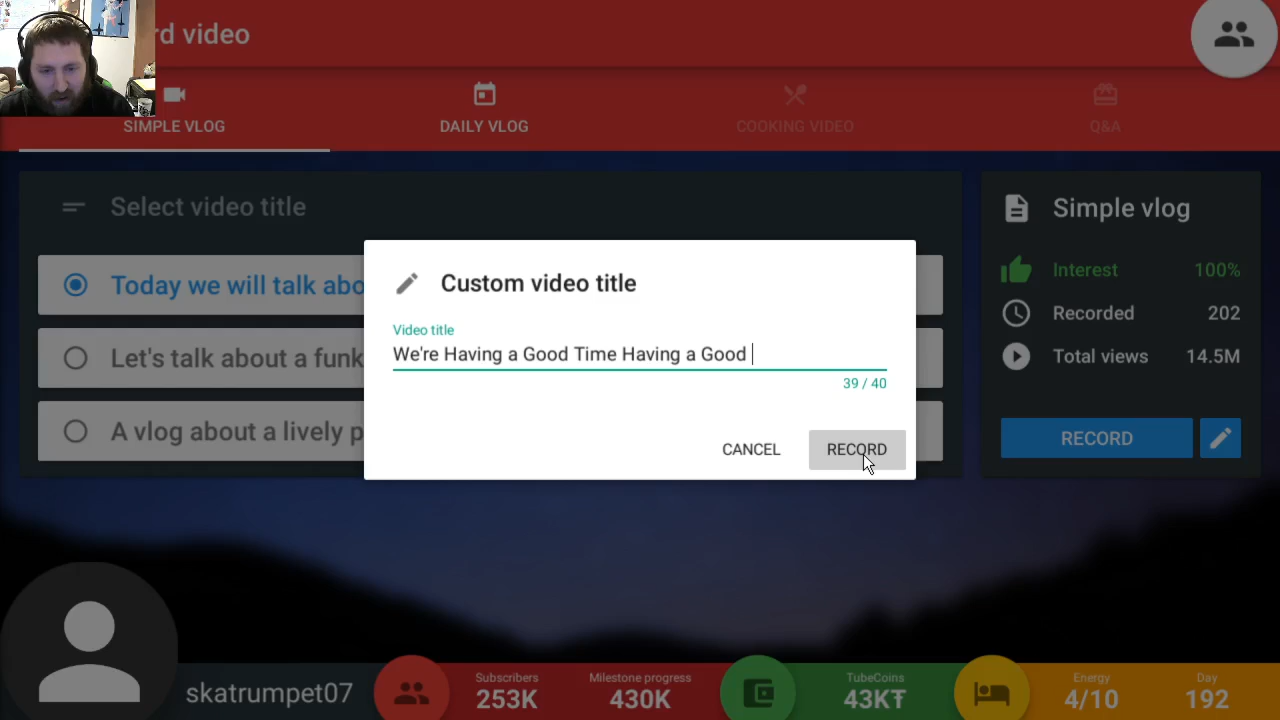 rd video
SIMPLE VLOG
DAILY VLOG
COOKING VIDEO
Q&A
Select video title
Today we will talk abo
Let's talk about a funk
A vlog about a lively p
Custom video title
Video title
We're Having a Good Time Having a Good
39 / 40
CANCEL
RECORD
Simple vlog
Interest 100%
Recorded 202
Total views 14.5M
RECORD
skatrumpet07
Subscribers
253K
Milestone progress
430K
TubeCoins
43KŦ
Energy
4/10
Day
192